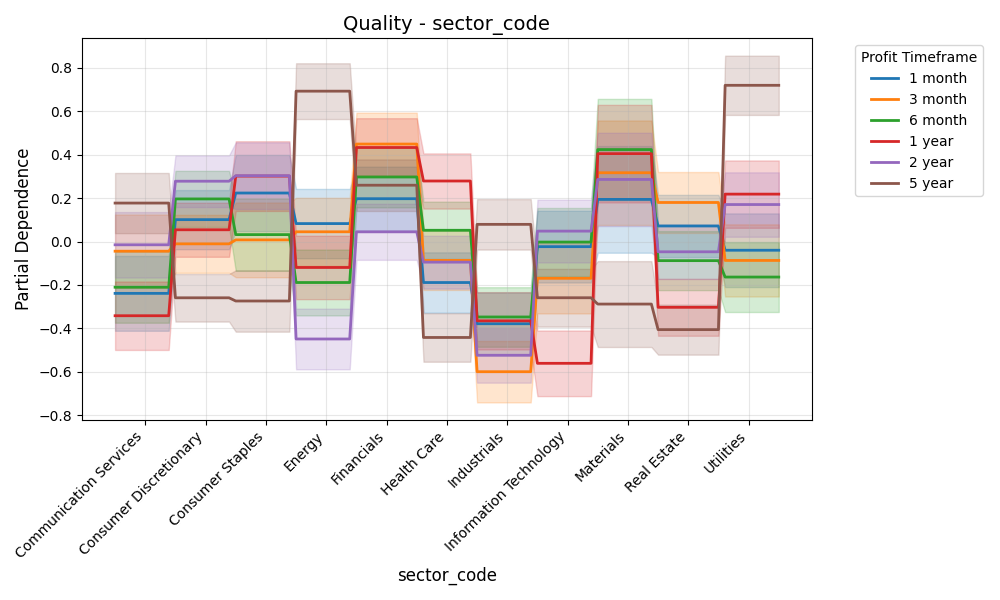 Quality - sector_code
Partial Dependence
0.8
0.6
0.4
0.2
0.0
−0.2
−0.4
−0.6
−0.8
Communication Services
Consumer Discretionary
Consumer Staples
Energy
Financials
Health Care
Industrials
Information Technology
Materials
Real Estate
Utilities
sector_code
Profit Timeframe
1 month
3 month
6 month
1 year
2 year
5 year